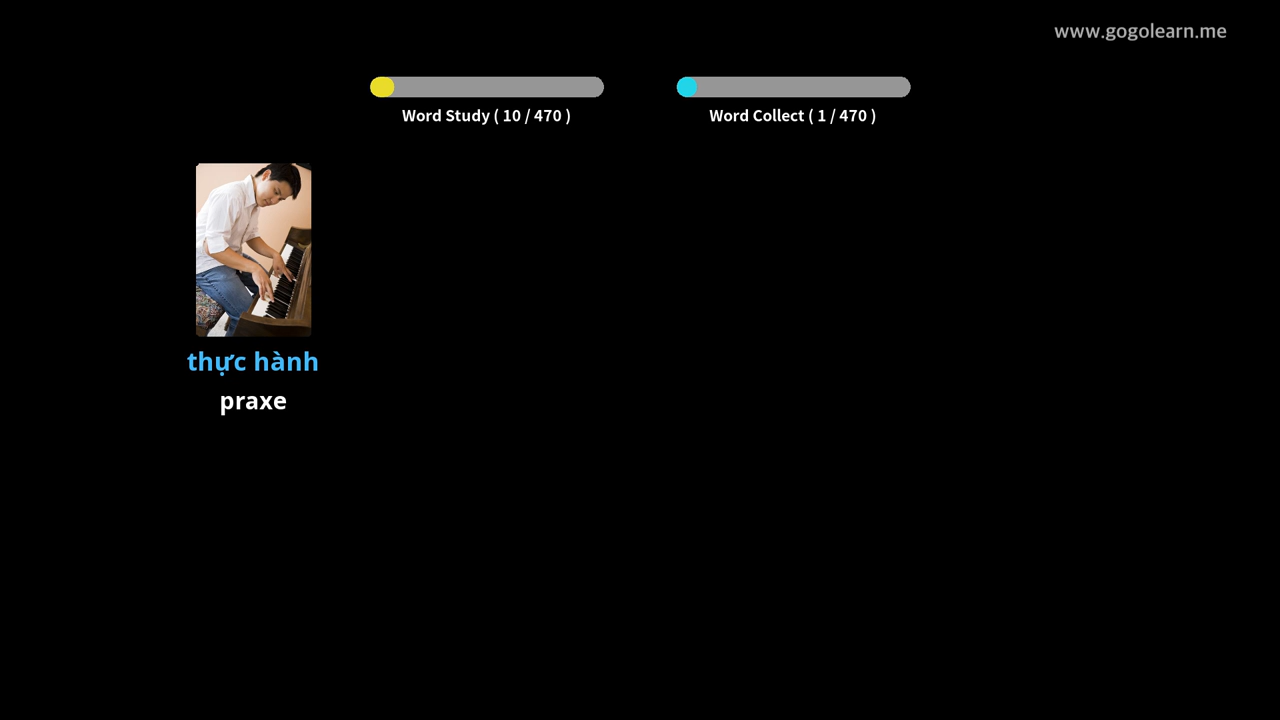 www.gogolearn.me
Word Study ( 10 / 470 )
Word Collect ( 1 / 470 )
thực hành
praxe